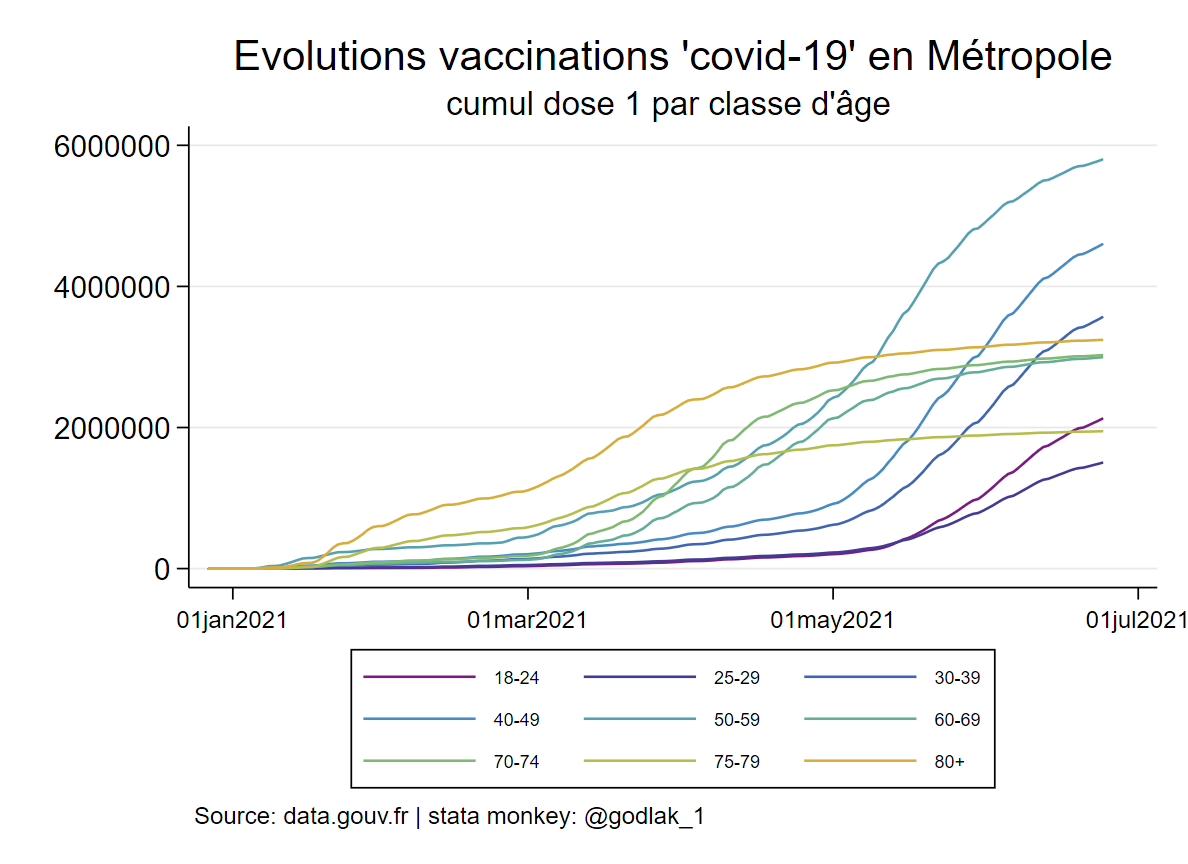 Evolutions vaccinations 'covid-19' en Métropole
cumul dose 1 par classe d'âge
6000000
4000000
2000000
0
01jan2021 01mar2021 01may2021 01jul2021
18-24 25-29 30-39
40-49 50-59 60-69
70-74 75-79 80+
Source: data.gouv.fr | stata monkey: @godlak_1